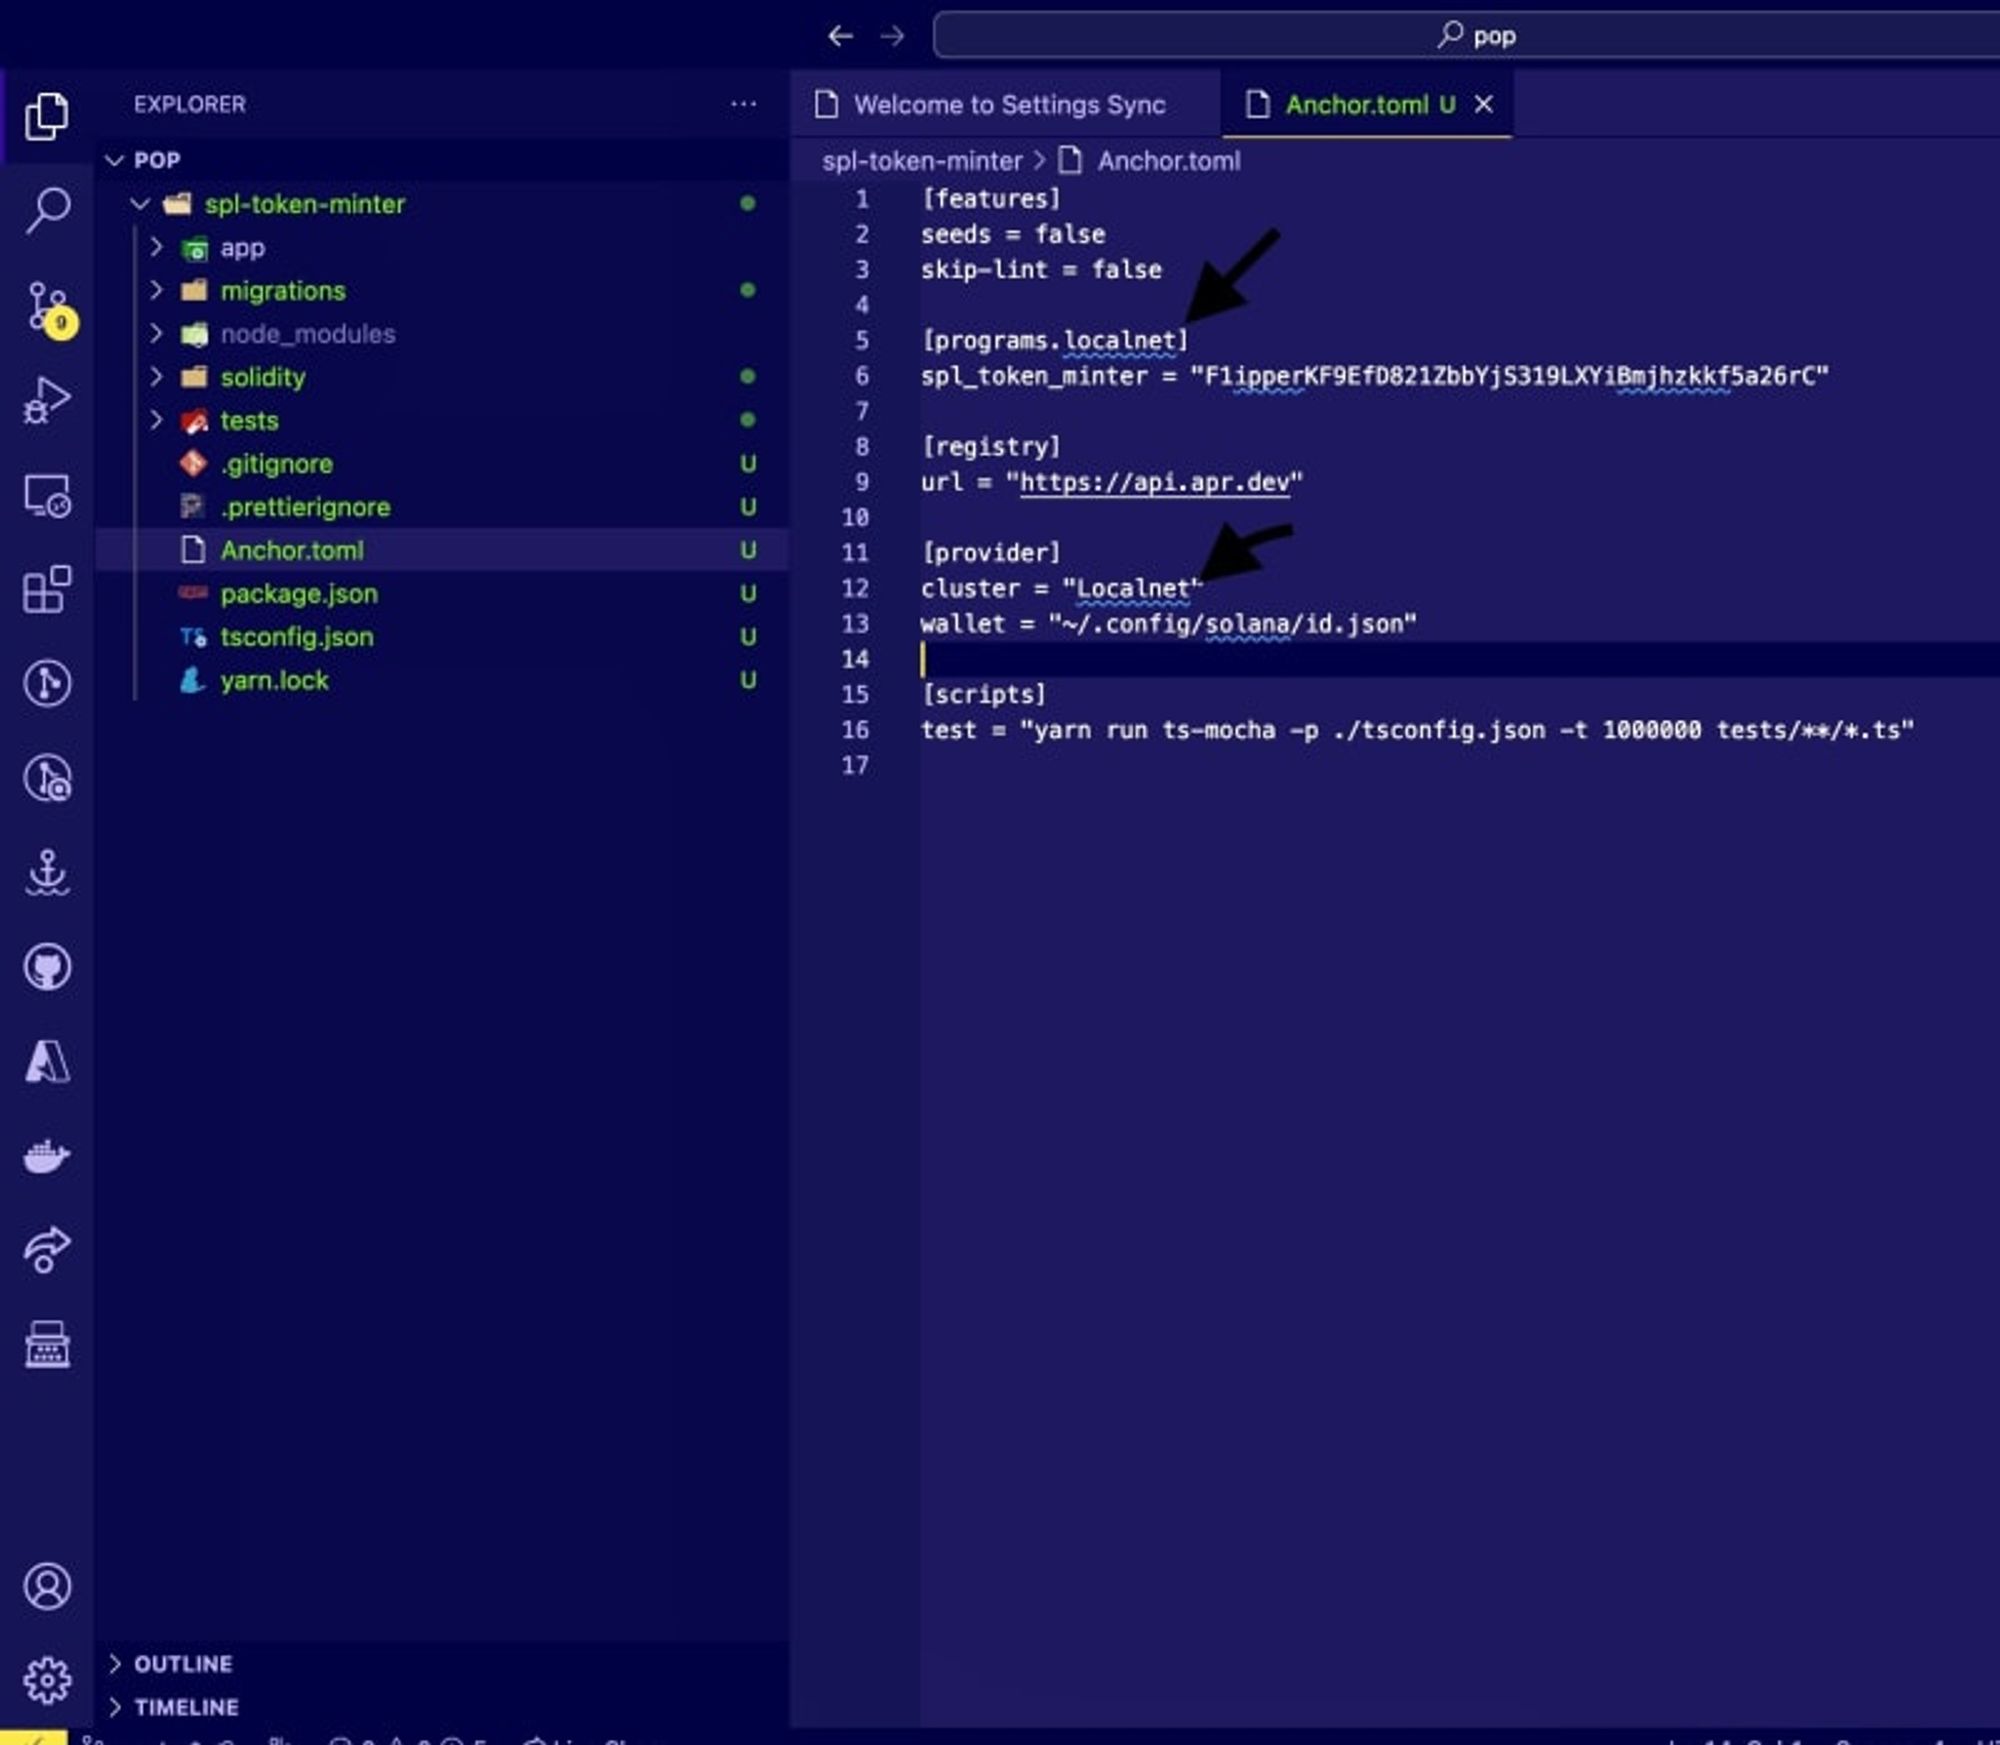 pop
EXPLORER
Welcome to Settings Sync
Anchor.toml U
POP
spl-token-minter > Anchor.toml
spl-token-minter
app
migrations
node_modules
solidity
tests
.gitignore U
.prettierignore U
Anchor.toml U
package.json U
tsconfig.json U
yarn.lock U
9
1 [features]
2 seeds = false
3 skip-lint = false
4
5 [programs.localnet]
6 spl_token_minter = "F1ipperKF9EfD821ZbbYjS319LXYiBmjhzkkf5a26rC"
7
8 [registry]
9 url = "https://api.apr.dev"
10
11 [provider]
12 cluster = "Localnet"
13 wallet = "~/.config/solana/id.json"
14
15 [scripts]
16 test = "yarn run ts-mocha -p ./tsconfig.json -t 1000000 tests/**/*.ts"
17
OUTLINE
TIMELINE